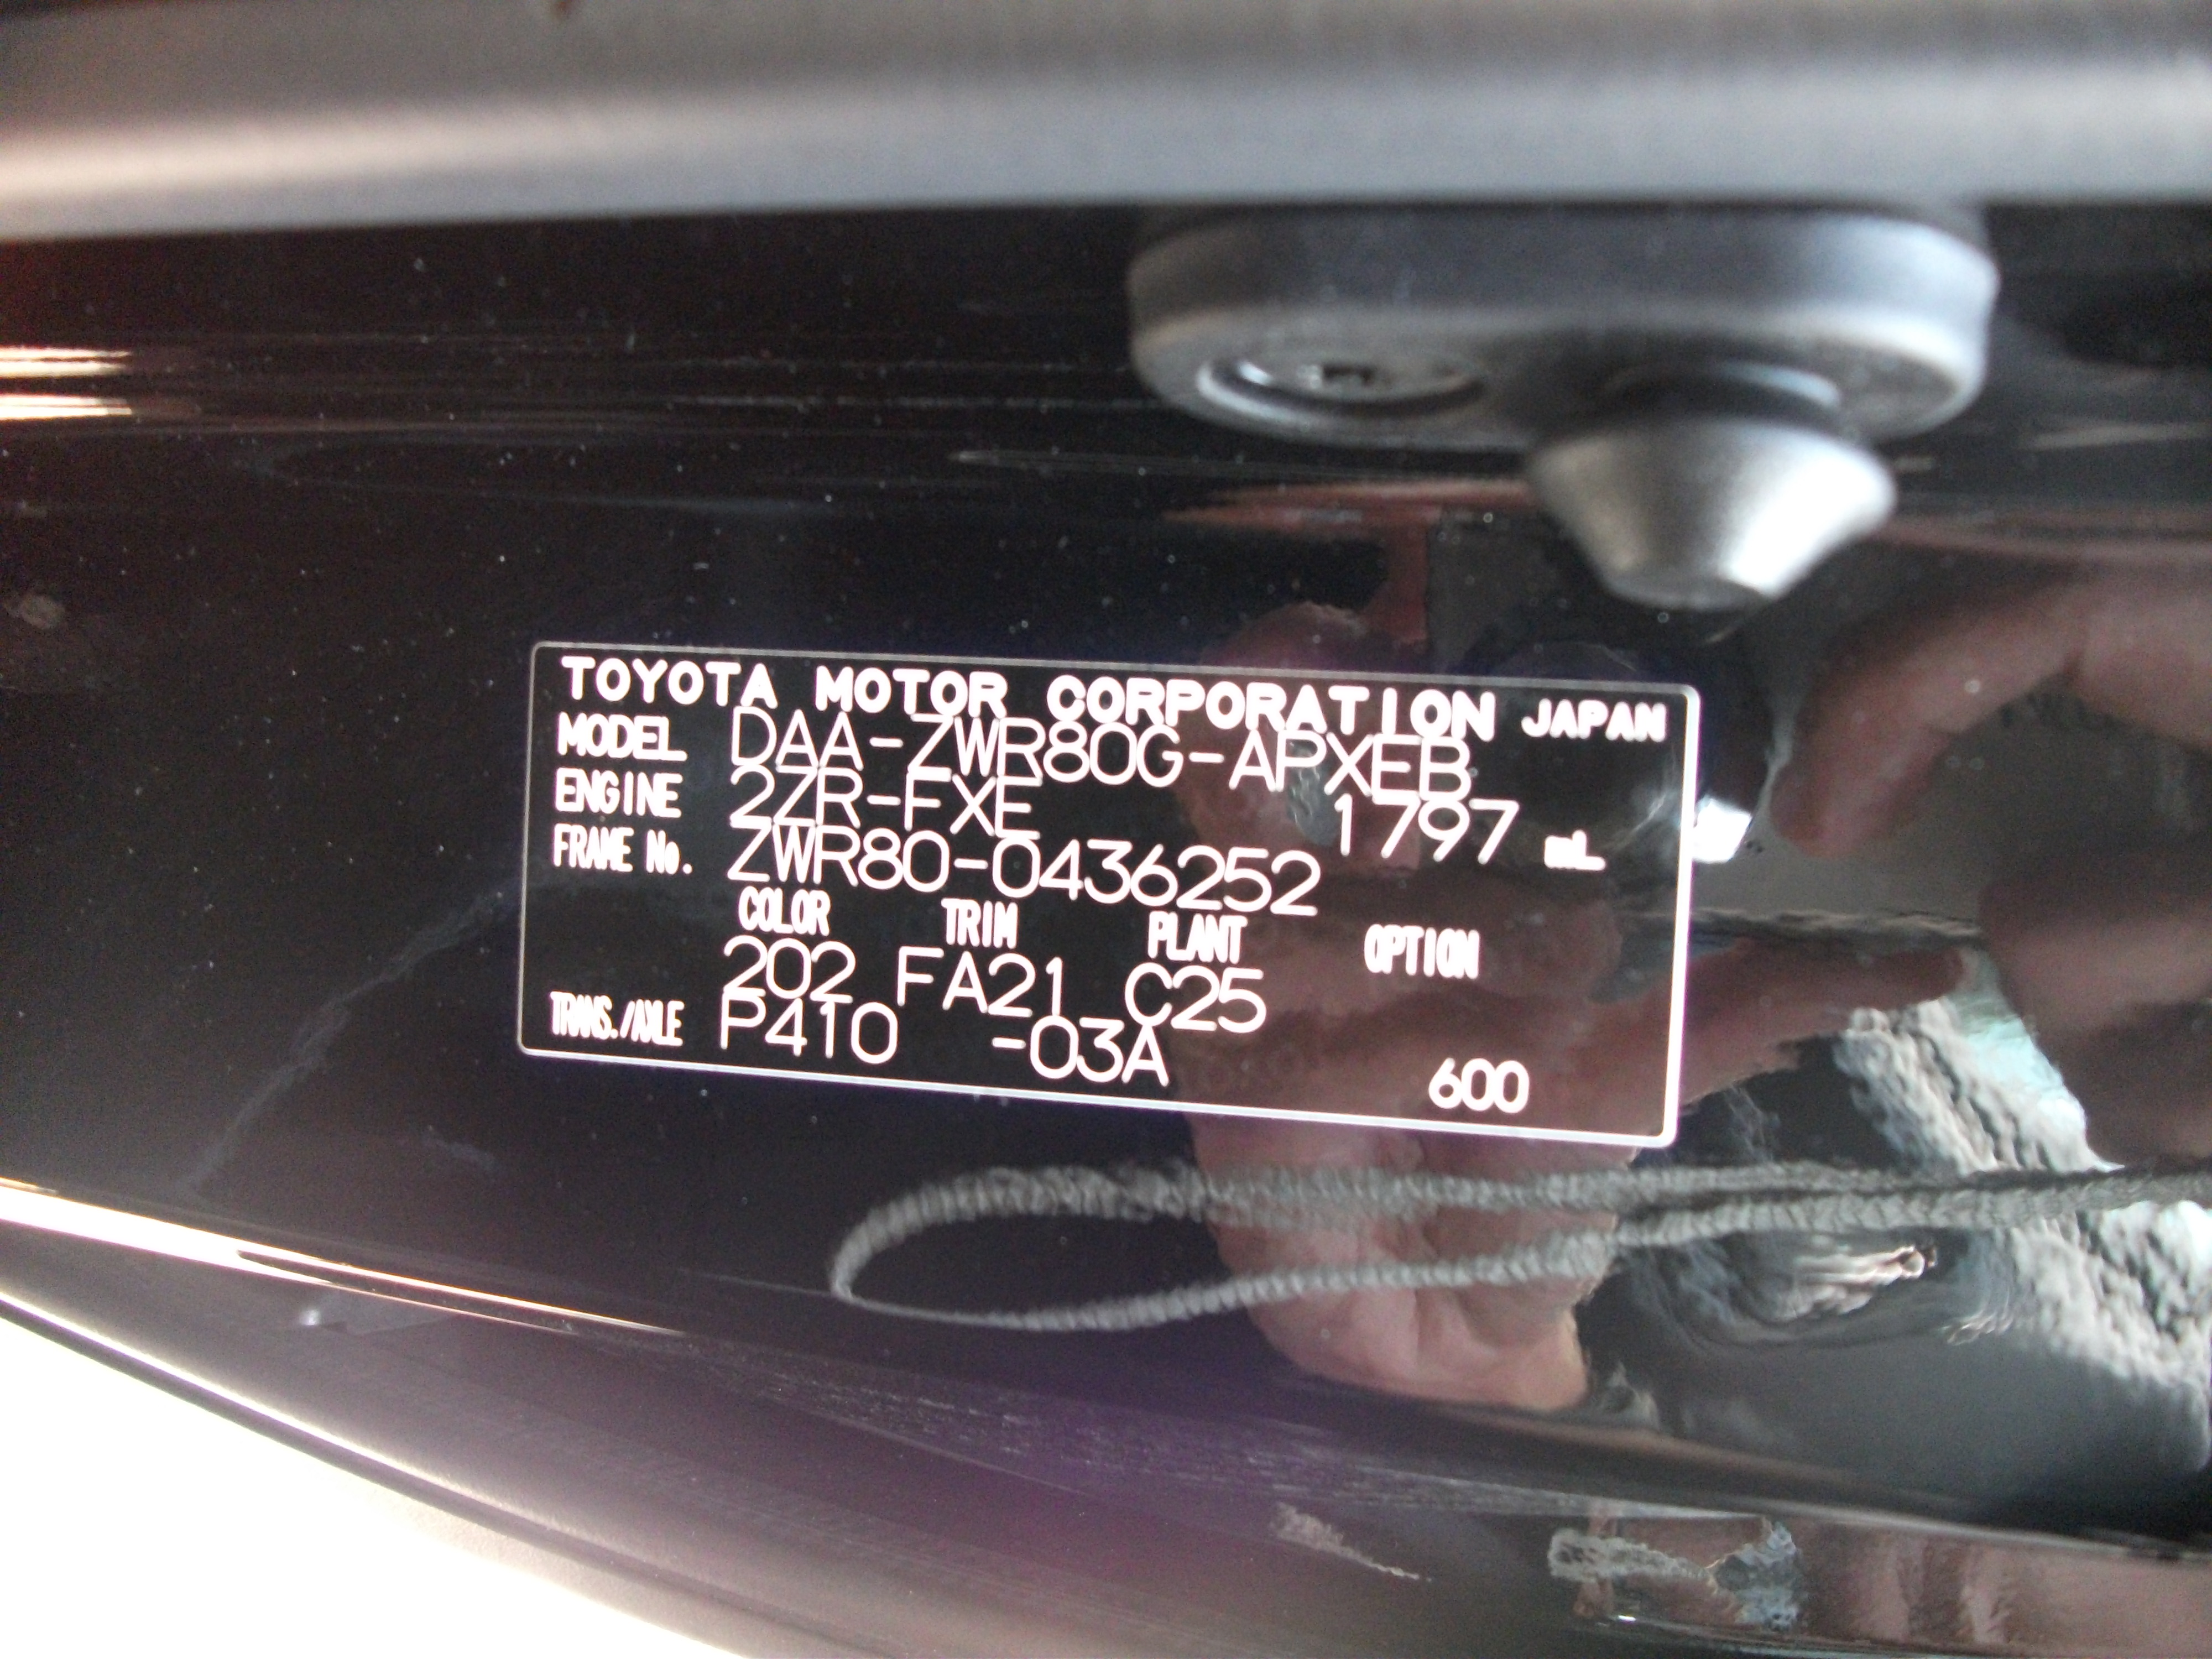 TOYOTA MOTOR CORPORATION JAPAN
MODEL DAA-ZWR80G-APXEB
ENGINE 2ZR-FXE 1797 mL
FRAME No. ZWR80-0436252
COLOR TRIM PLANT OPTION
202 FA21 C25
TRANS./AXLE P410 -03A
600